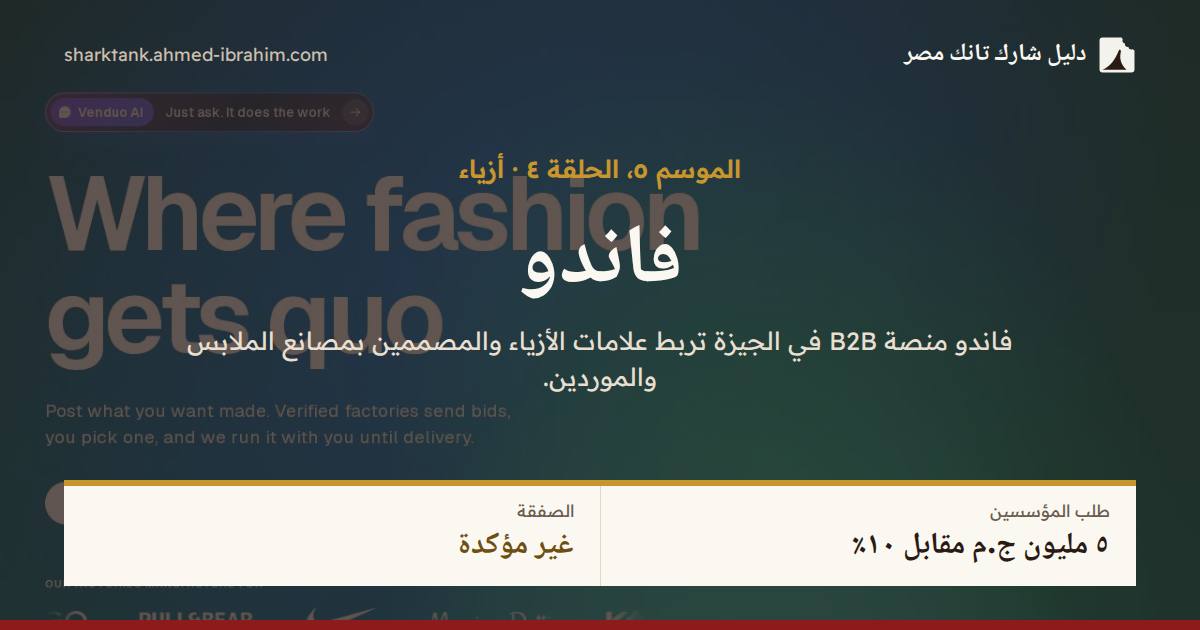 دليل شارك تانك مصر
sharktank.ahmed-ibrahim.com
Venduo AI Just ask. It does the work
الموسم ٥، الحلقة ٤ · أزياء
Where fashion
gets quo
فاندو
فاندو منصة B2B في الجيزة تربط علامات الأزياء والمصممين بمصانع الملابس
والموردين.
Post what you want made. Verified factories send bids,
you pick one, and we run it with you until delivery.
طلب المؤسسين
٥ مليون ج.م مقابل ١٠٪
الصفقة
غير مؤكدة
PULL&BEAR